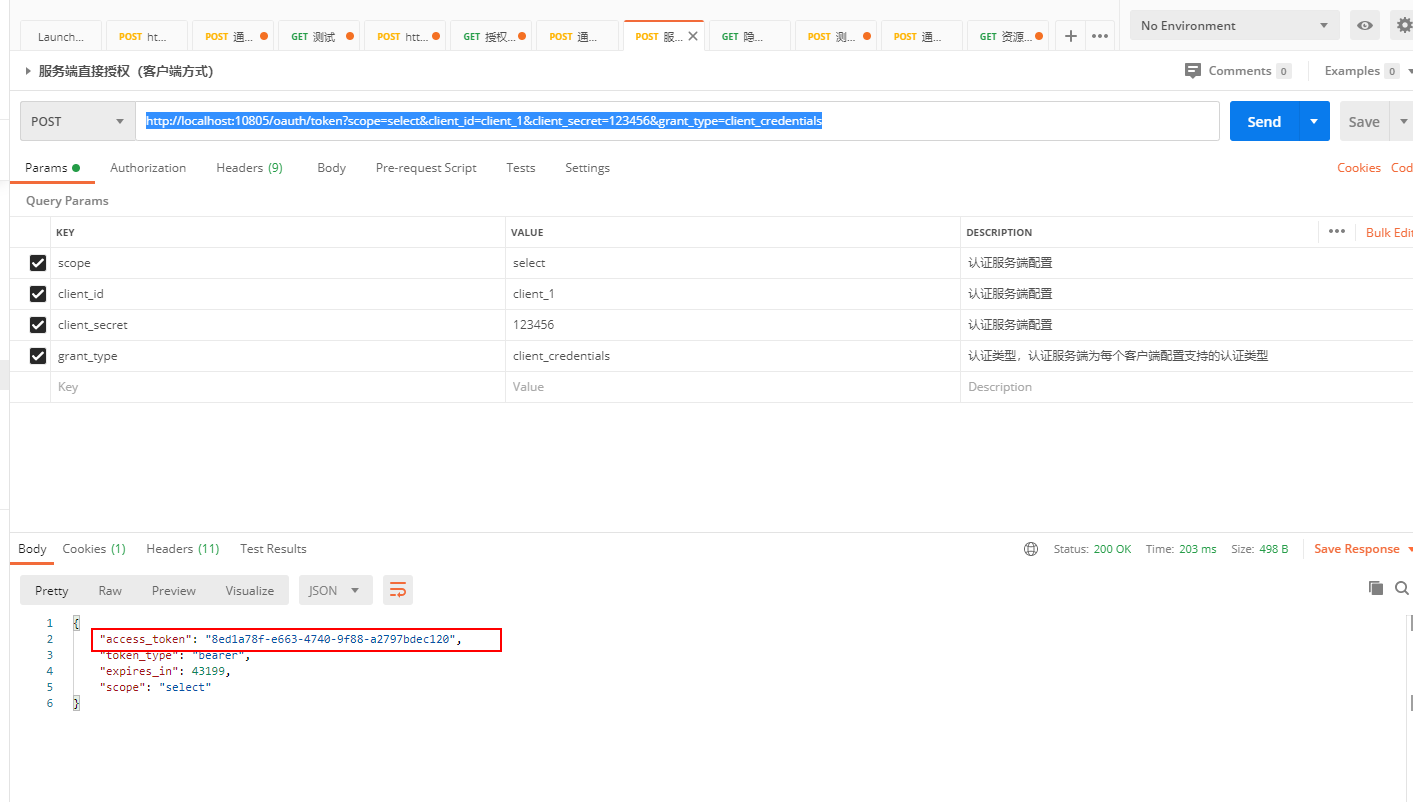 Launch...
POST ht...
POST 通...
GET 测试
POST htt...
GET 授权...
POST 通...
POST 服...
GET 隐...
POST 测...
POST 通...
GET 资源...
No Environment
服务端直接授权（客户端方式）
Comments 0
Examples 0
POST
http://localhost:10805/oauth/token?scope=select&client_id=client_1&client_secret=123456&grant_type=client_credentials
Send
Save
Params
Authorization
Headers (9)
Body
Pre-request Script
Tests
Settings
Cookies
Cod
Query Params
KEY VALUE DESCRIPTION
Bulk Edit
scope select 认证服务端配置
client_id client_1 认证服务端配置
client_secret 123456 认证服务端配置
grant_type client_credentials 认证类型，认证服务端为每个客户端配置支持的认证类型
Key Value Description
Body
Cookies (1)
Headers (11)
Test Results
Status: 200 OK
Time: 203 ms
Size: 498 B
Save Response
Pretty
Raw
Preview
Visualize
JSON
1 {
2 "access_token": "8ed1a78f-e663-4740-9f88-a2797bdec120",
3 "token_type": "bearer",
4 "expires_in": 43199,
5 "scope": "select"
6 }